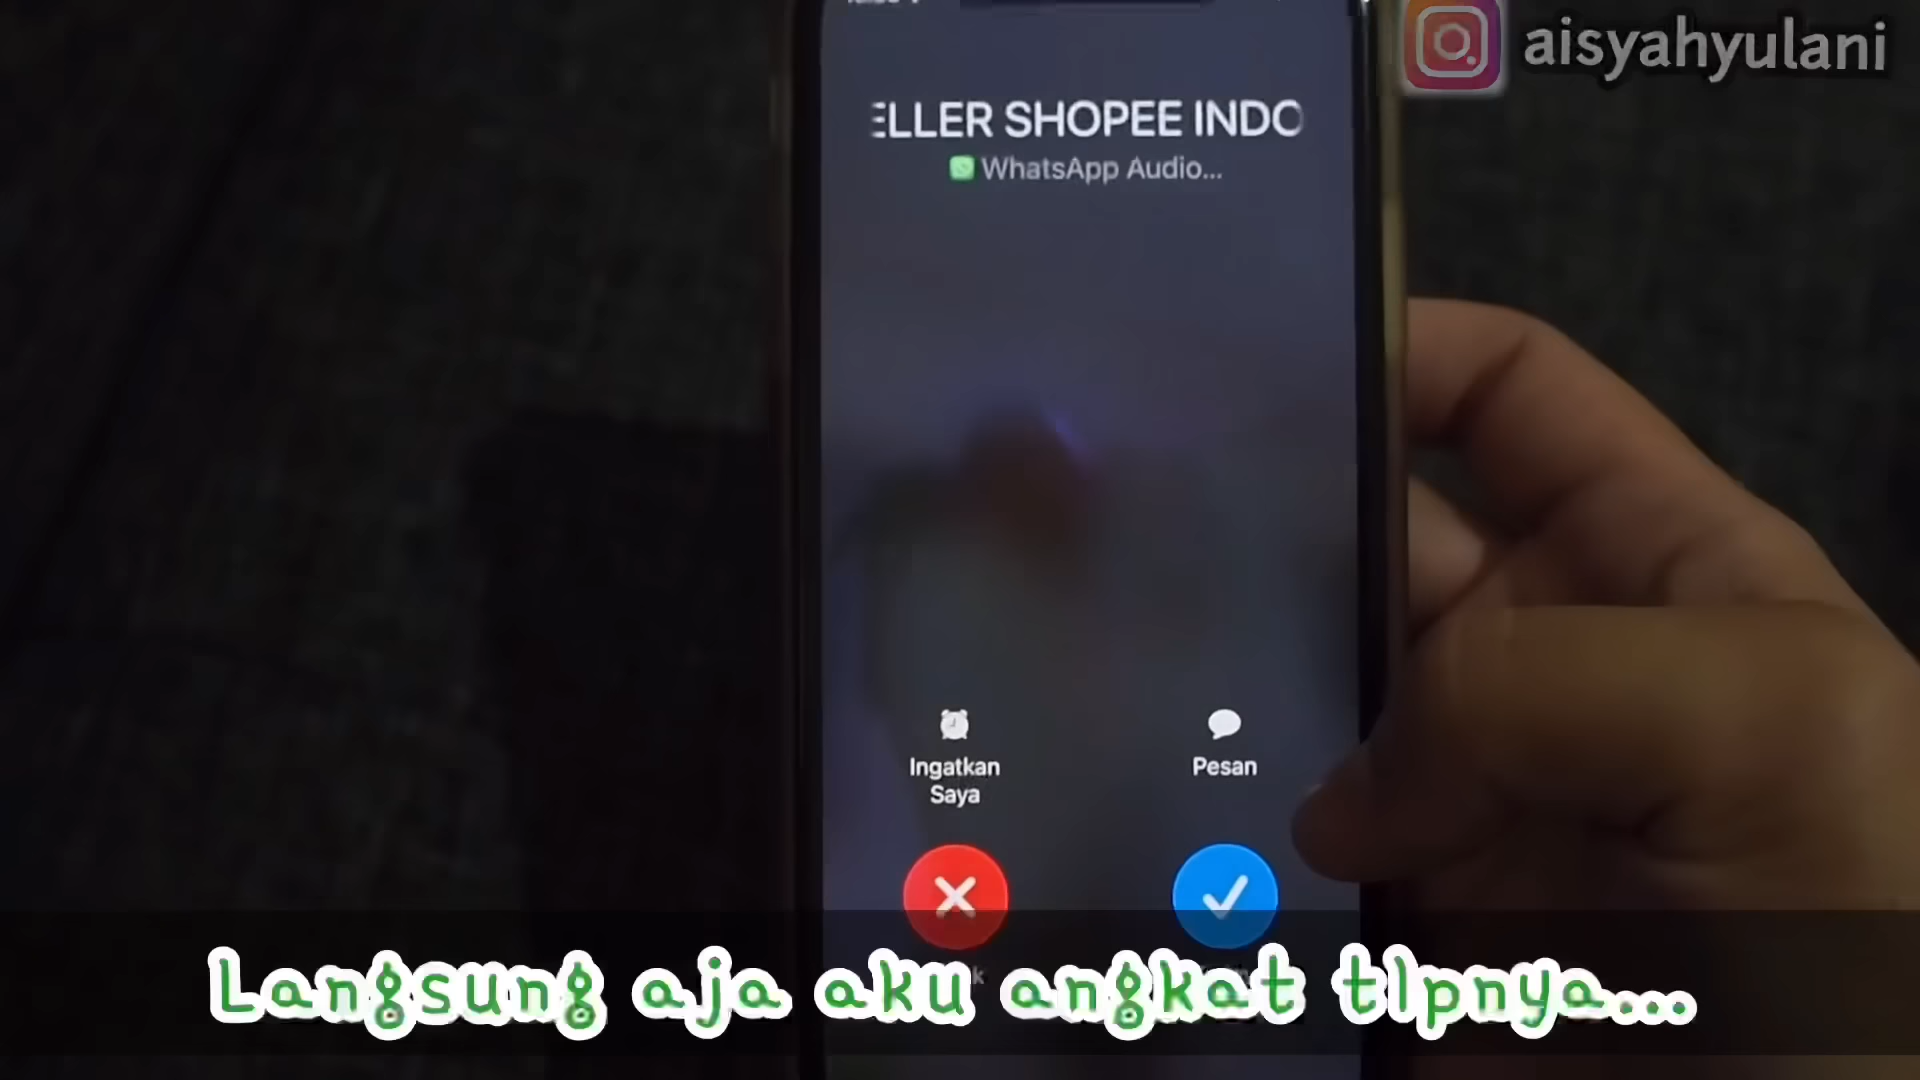 aisyahyulani
ELLER SHOPEE INDO
WhatsApp Audio...
Ingatkan
Saya
Pesan
Langsung aja aku angkat tlpnya...